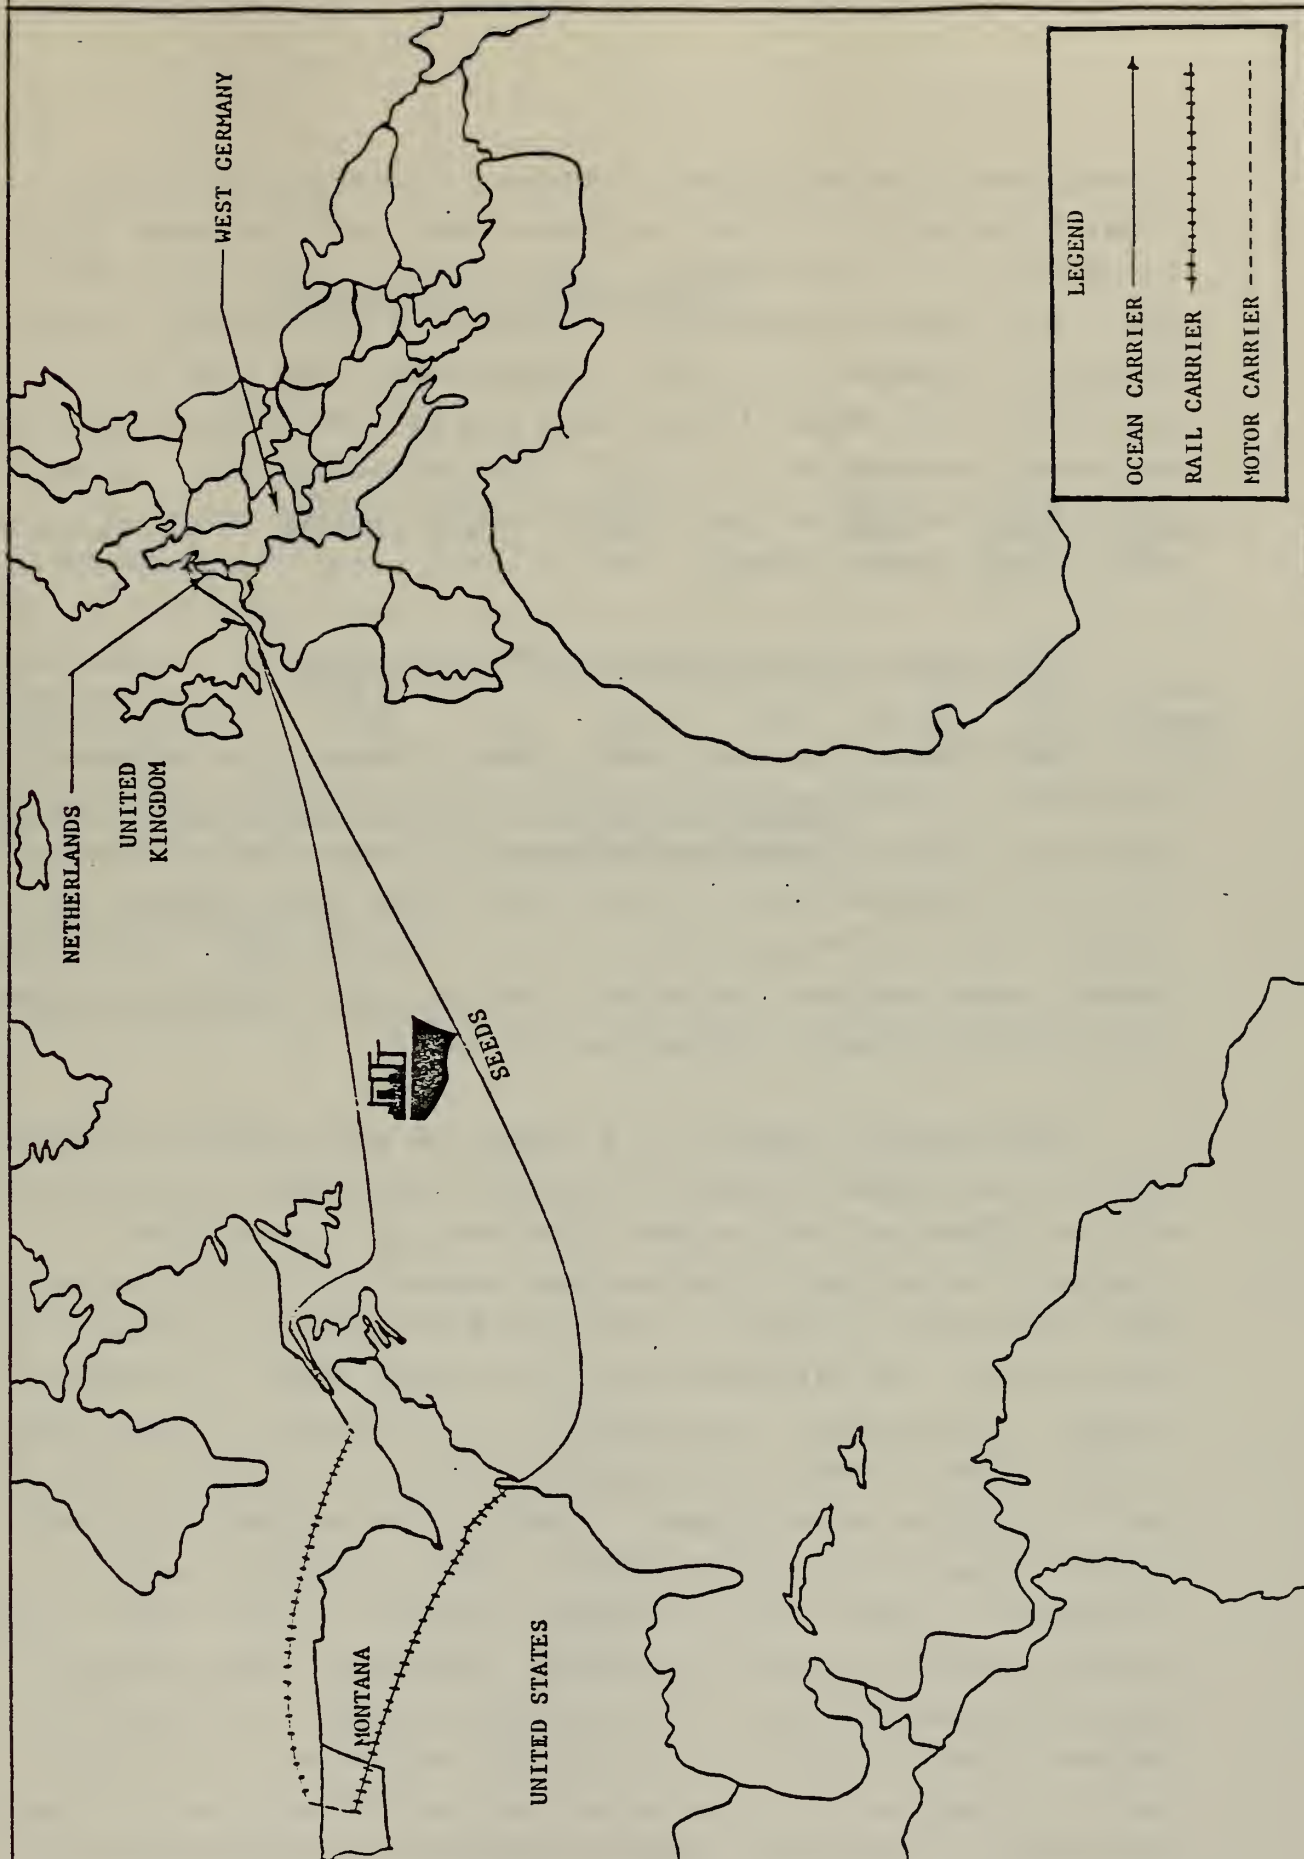 NETHERLANDS
UNITED
KINGDOM
WEST GERMANY
SEEDS
MONTANA
UNITED STATES
LEGEND
OCEAN CARRIER
RAIL CARRIER
MOTOR CARRIER